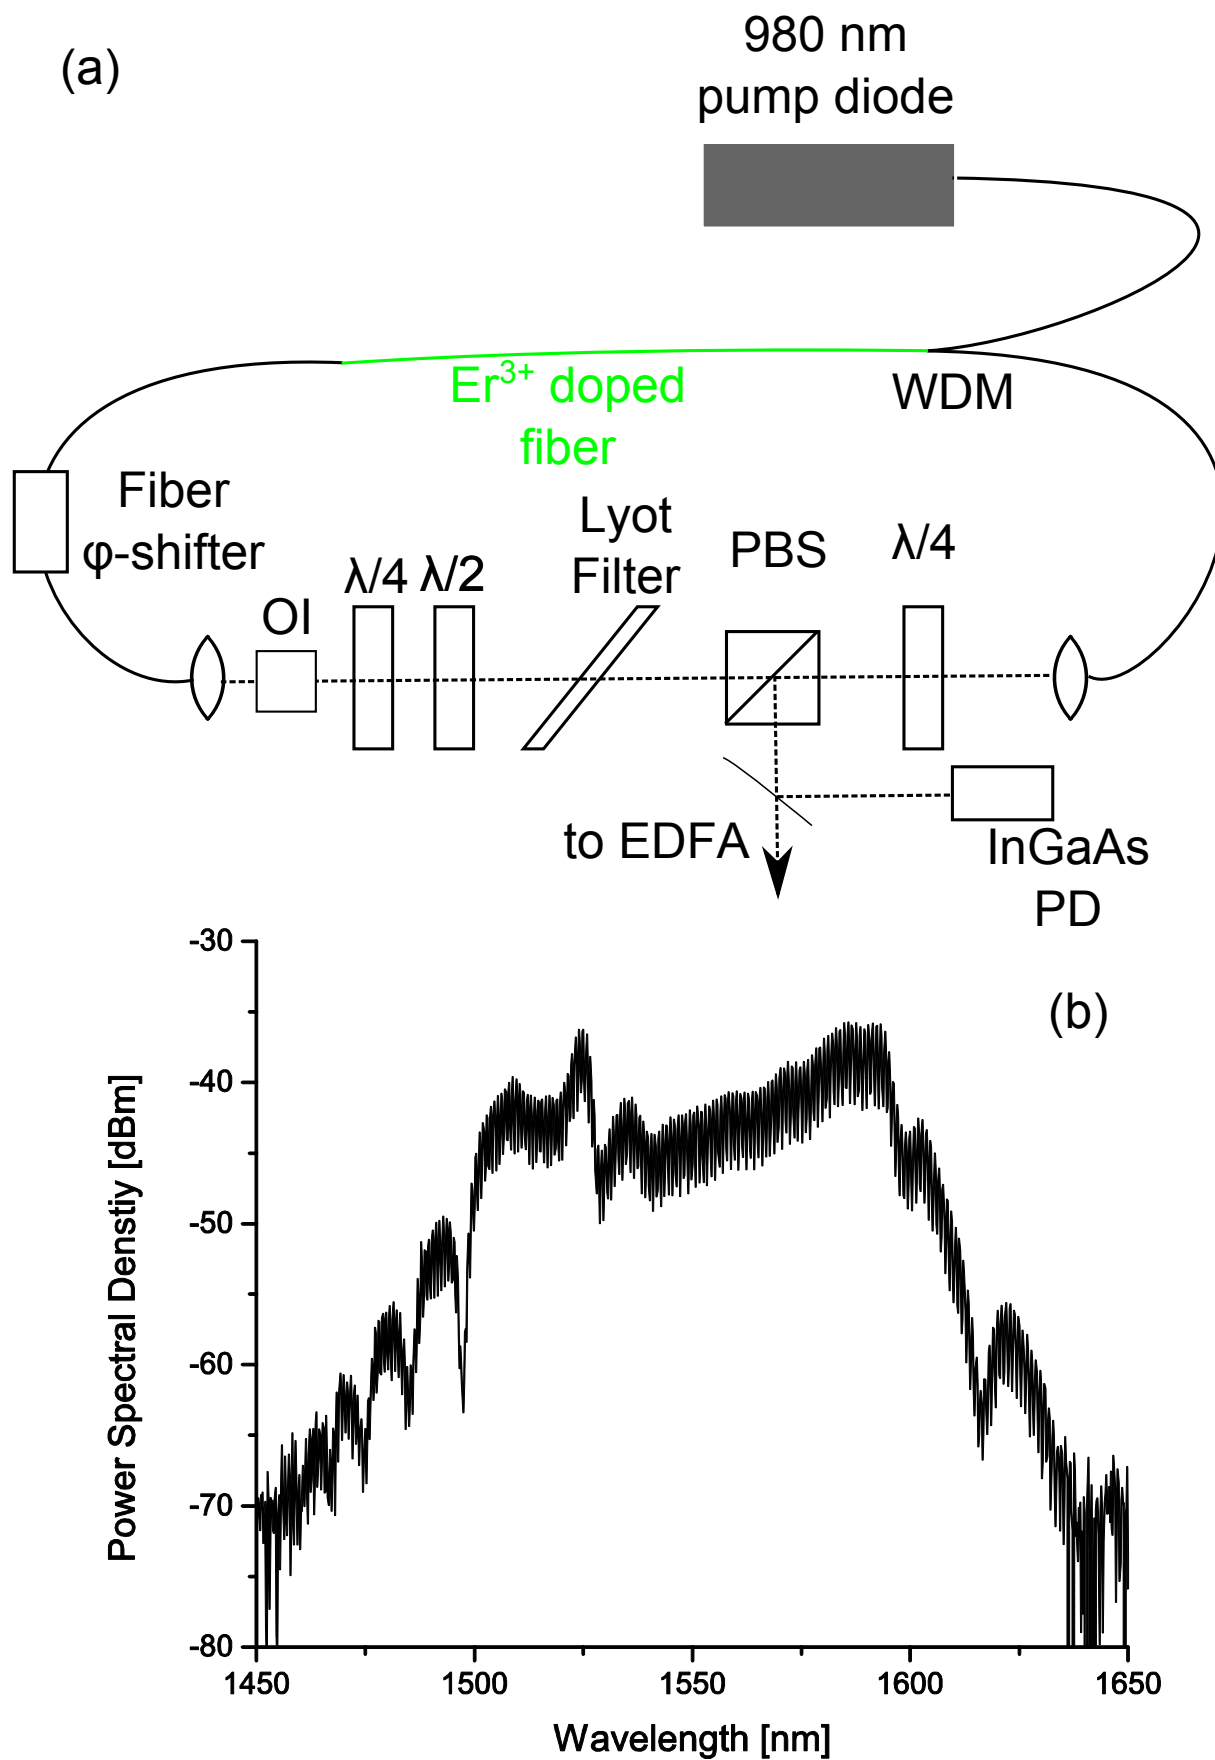 (a)
980 nm
pump diode
Er3+ doped
fiber
WDM
Fiber
φ-shifter
Lyot
Filter
PBS
λ/4
λ/4
λ/2
OI
to EDFA
InGaAs
PD
(b)
-30
-40
-50
-60
-70
-80
Power Spectral Denstiy [dBm]
1450
1500
1550
1600
1650
Wavelength [nm]